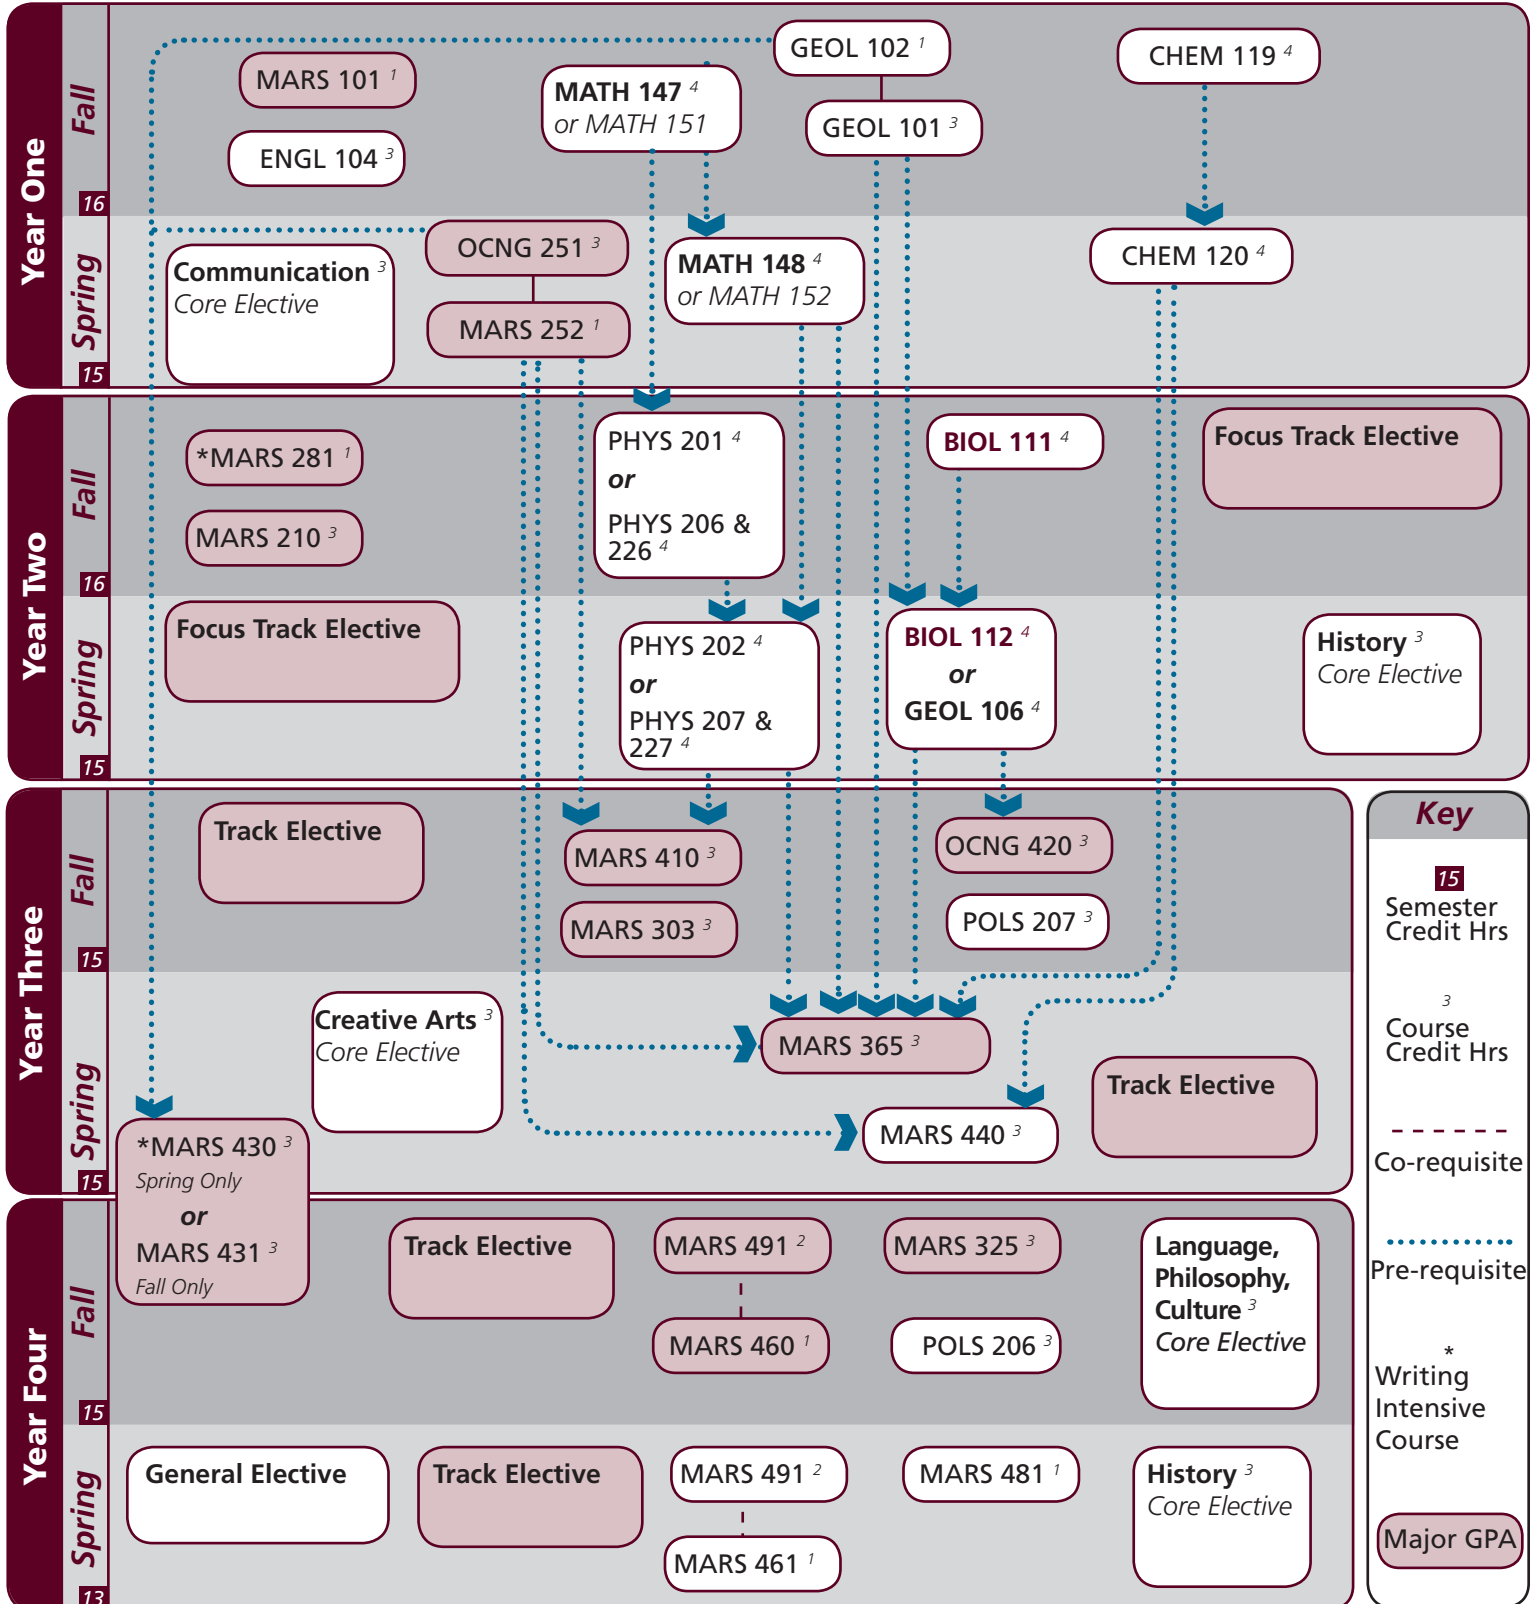 Year One
Fall
16
MARS 101 1
ENGL 104 3
MATH 147 4
or MATH 151
GEOL 102 1
GEOL 101 3
CHEM 119 4
Spring
15
Communication 3
Core Elective
OCNG 251 3
MARS 252 1
MATH 148 4
or MATH 152
CHEM 120 4
Year Two
Fall
16
*MARS 281 1
MARS 210 3
PHYS 201 4
or
PHYS 206 &
226 4
BIOL 111 4
Focus Track Elective
Spring
15
Focus Track Elective
PHYS 202 4
or
PHYS 207 &
227 4
BIOL 112 4
or
GEOL 106 4
History 3
Core Elective
Year Three
Fall
15
Track Elective
MARS 410 3
MARS 303 3
OCNG 420 3
POLS 207 3
Spring
15
Creative Arts 3
Core Elective
MARS 365 3
MARS 440 3
Track Elective
*MARS 430 3
Spring Only
or
MARS 431 3
Fall Only
Year Four
Fall
15
Track Elective
MARS 491 2
MARS 460 1
MARS 325 3
POLS 206 3
Language,
Philosophy,
Culture 3
Core Elective
Spring
13
General Elective
Track Elective
MARS 491 2
MARS 461 1
MARS 481 1
History 3
Core Elective
Key
15
Semester
Credit Hrs
3
Course
Credit Hrs
Co-requisite
Pre-requisite
*
Writing
Intensive
Course
Major GPA